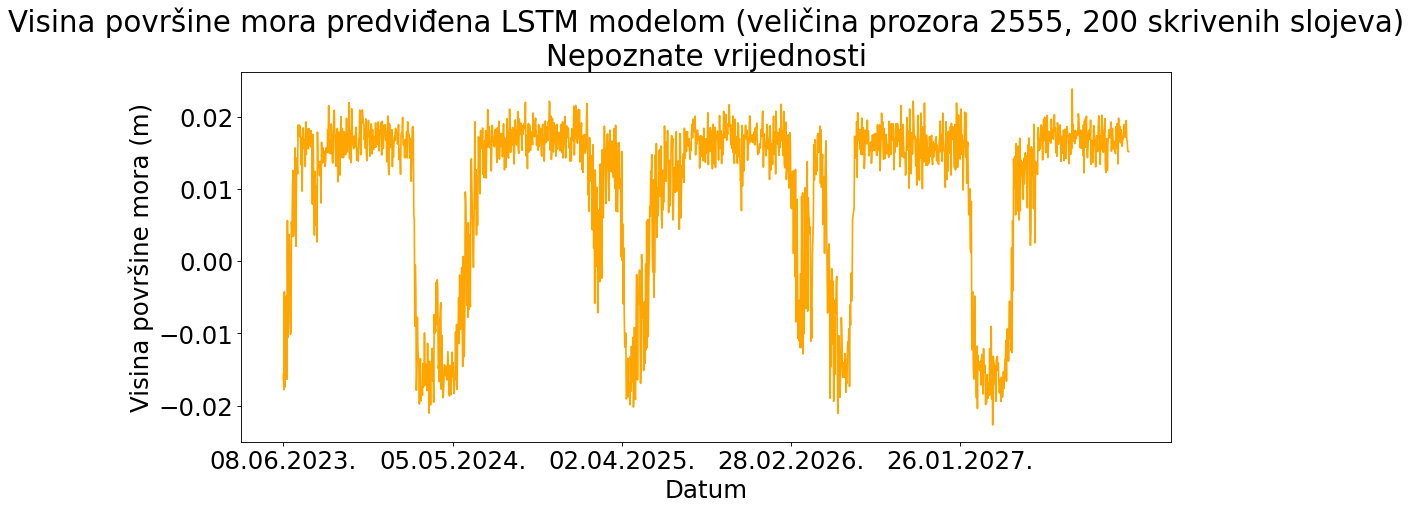 Visina površine mora predviđena LSTM modelom (veličina prozora 2555, 200 skrivenih slojeva)
Nepoznate vrijednosti
Visina površine mora (m)
0.02
0.01
0.00
−0.01
−0.02
08.06.2023. 05.05.2024. 02.04.2025. 28.02.2026. 26.01.2027.
Datum